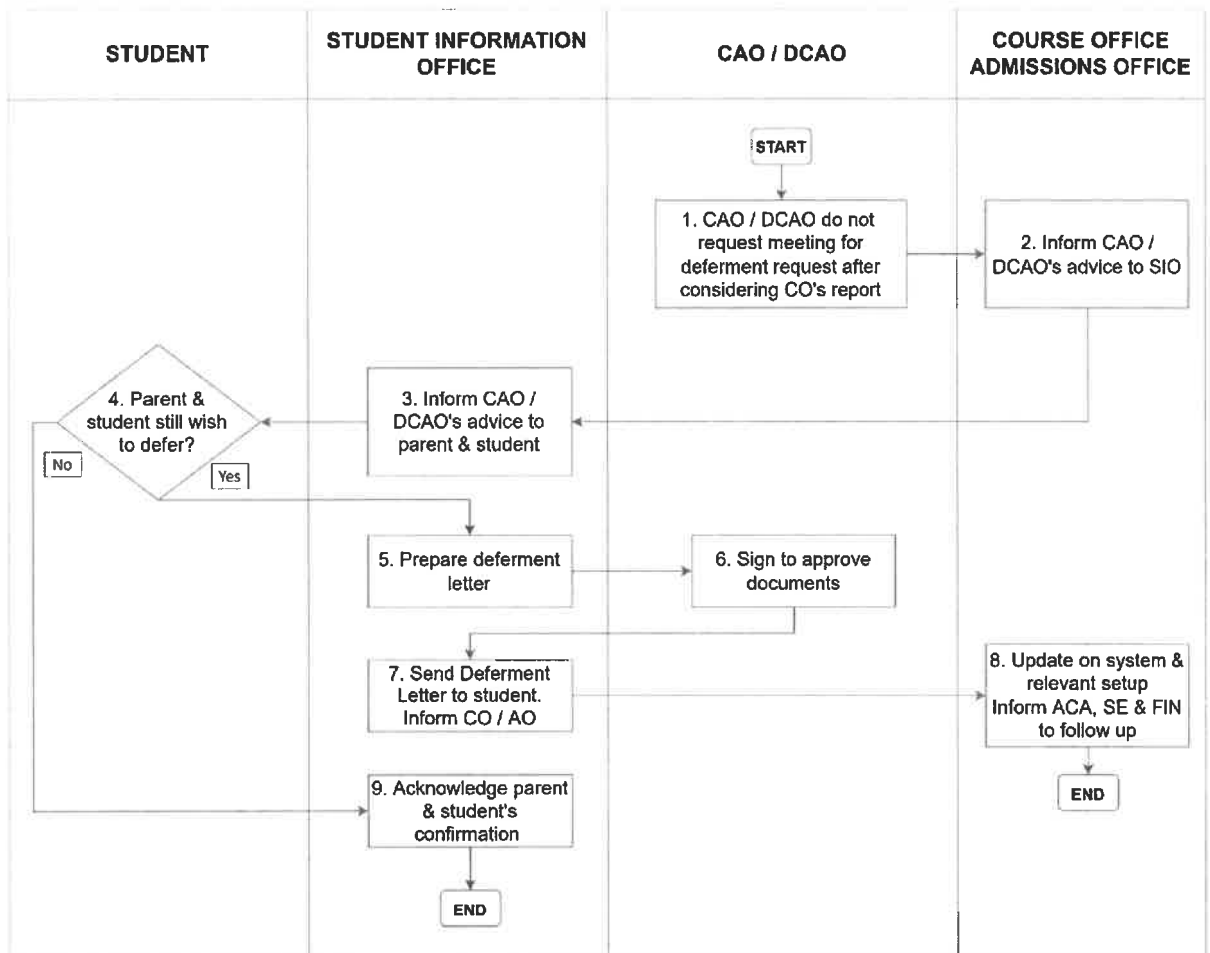 STUDENT
STUDENT INFORMATION
OFFICE
CAO / DCAO
COURSE OFFICE
ADMISSIONS OFFICE
START
1. CAO / DCAO do not
request meeting for
deferment request after
considering CO's report
2. Inform CAO /
DCAO's advice to SIO
3. Inform CAO /
DCAO's advice to
parent & student
4. Parent &
student still wish
to defer?
No
Yes
5. Prepare deferment
letter
6. Sign to approve
documents
7. Send Deferment
Letter to student.
Inform CO / AO
8. Update on system &
relevant setup
Inform ACA, SE & FIN
to follow up
END
9. Acknowledge parent
& student's
confirmation
END